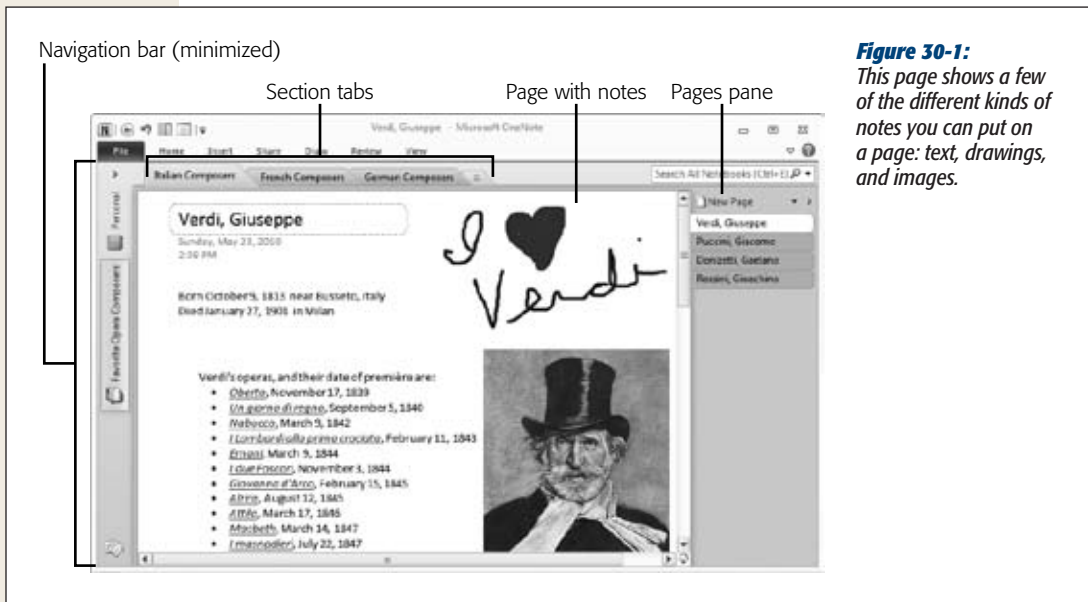 Navigation bar (minimized)
Section tabs
Page with notes
Pages pane
Figure 30-1:
This page shows a few
of the different kinds of
notes you can put on
a page: text, drawings,
and images.
Verdi, Giuseppe - Microsoft OneNote
File Home Insert Share Draw Review View
Italian Composers French Composers German Composers
Search All Notebooks (Ctrl+E)
Personal
Favorite Opera Composers
New Page
Verdi, Giuseppe
Puccini, Giacomo
Donizetti, Gaetano
Rossini, Gioachino
Verdi, Giuseppe
Sunday, May 23, 2010
2:39 PM
I
Verdi
Born October 9, 1813 near Busseto, Italy
Died January 27, 1901 in Milan
Verdi's operas, and their date of première are:
• Oberto, November 17, 1839
• Un giorno di regno, September 5, 1840
• Nabucco, March 9, 1842
• I Lombardi alla prima crociata, February 11, 1843
• Ernani, March 9, 1844
• I due Foscari, November 3, 1844
• Giovanna d'Arco, February 15, 1845
• Alzira, August 12, 1845
• Attila, March 17, 1846
• Macbeth, March 14, 1847
• I masnadieri, July 22, 1847